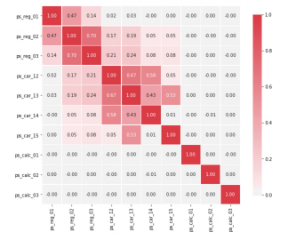 ps_reg_01 1.00 0.47 0.14 0.02 0.03 -0.00 0.00 -0.00 -0.00 -0.00
ps_reg_02 0.47 1.00 0.70 0.17 0.19 0.05 0.05 -0.00 0.00 -0.00
ps_reg_03 0.14 0.70 1.00 0.21 0.24 0.08 0.08 -0.00 0.00 -0.00
ps_car_12 0.02 0.17 0.21 1.00 0.67 0.58 0.05 -0.00 0.00 -0.00
ps_car_13 0.03 0.19 0.24 0.67 1.00 0.43 0.53 0.00 0.00 0.00
ps_car_14 -0.00 0.05 0.08 0.58 0.43 1.00 0.01 -0.00 -0.01 0.00
ps_car_15 0.00 0.05 0.08 0.05 0.53 0.01 1.00 -0.00 0.00 -0.00
ps_calc_01 -0.00 -0.00 -0.00 -0.00 0.00 -0.00 -0.00 1.00 0.00 -0.00
ps_calc_02 -0.00 0.00 0.00 0.00 0.00 -0.01 0.00 0.00 1.00 0.00
ps_calc_03 -0.00 -0.00 -0.00 -0.00 0.00 0.00 -0.00 -0.00 0.00 1.00
ps_reg_01 ps_reg_02 ps_reg_03 ps_car_12 ps_car_13 ps_car_14 ps_car_15 ps_calc_01 ps_calc_02 ps_calc_03
1.0
0.8
0.6
0.4
0.2
0.0